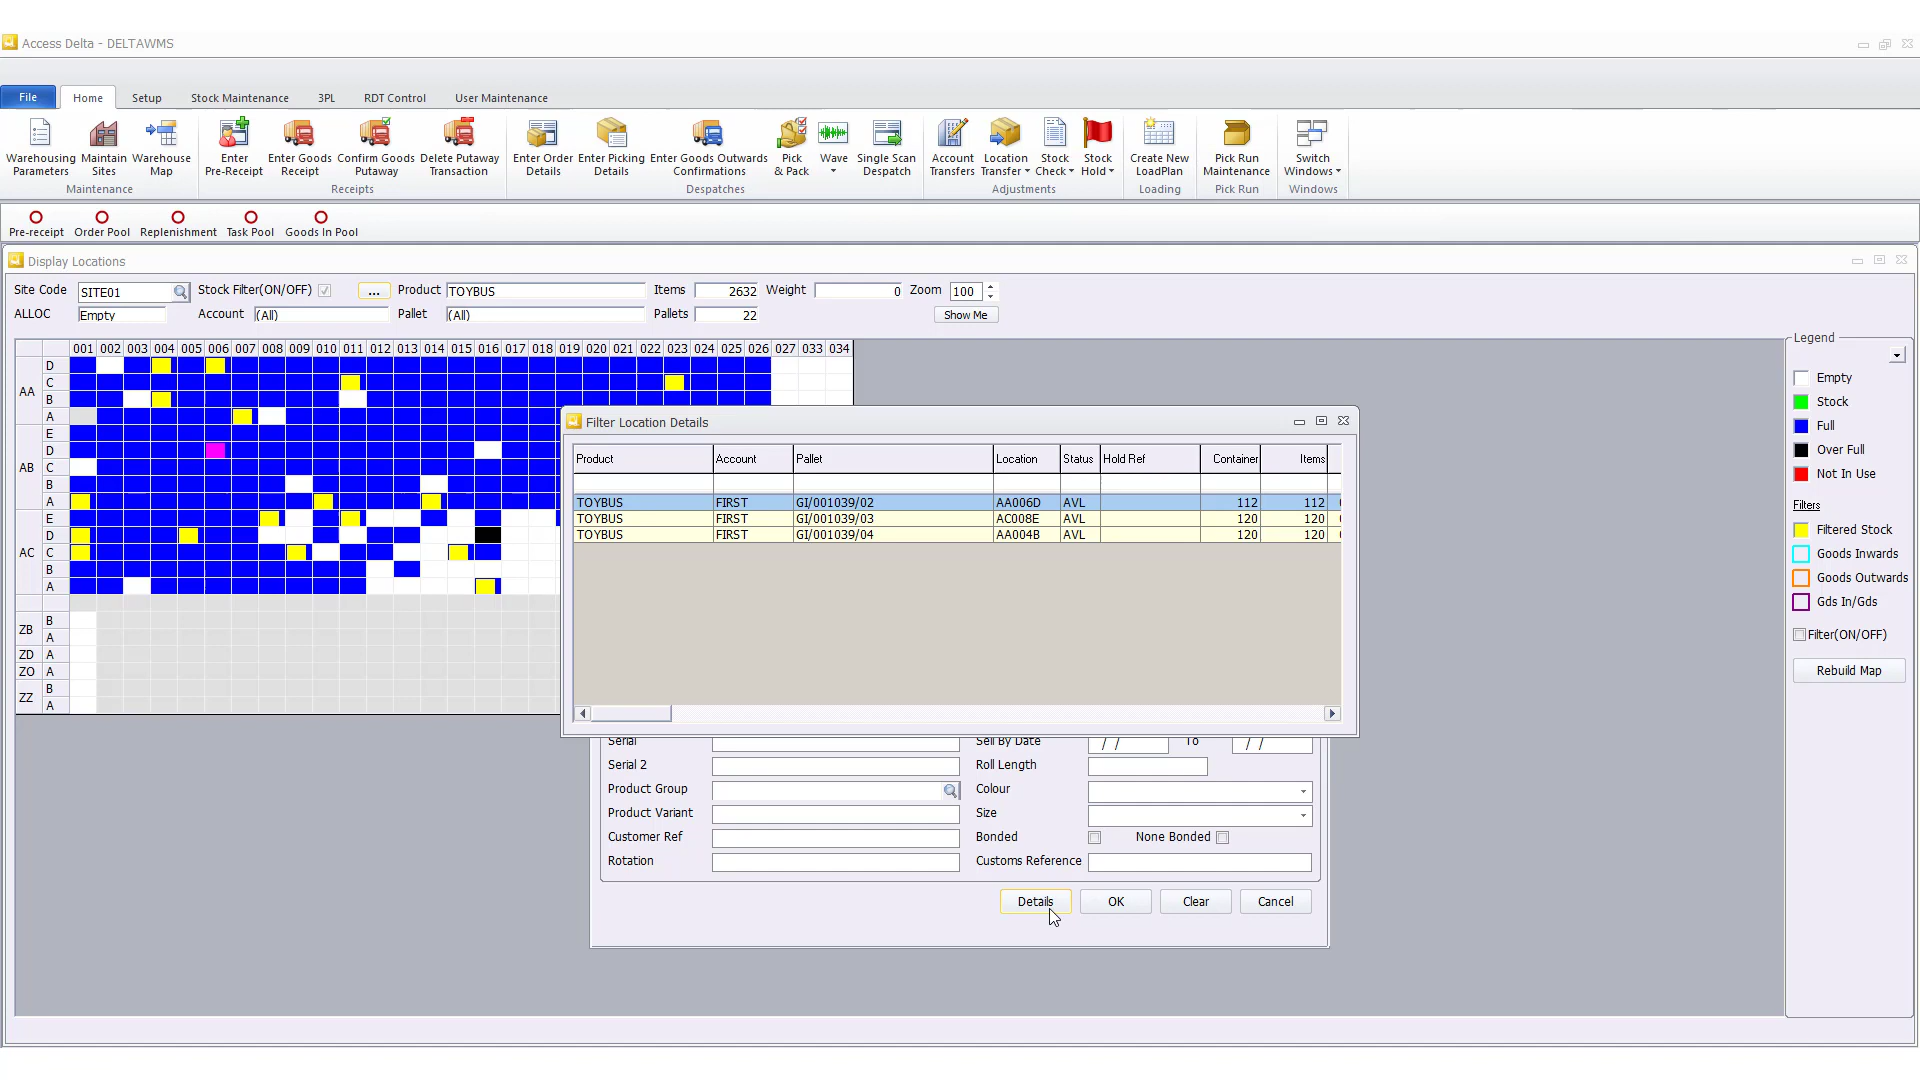 Access Delta - DELTAWMS
File Home Setup Stock Maintenance 3PL RDT Control User Maintenance
Warehousing Parameters Maintain Sites Warehouse Map Enter Pre-Receipt Enter Goods Receipt Confirm Goods Putaway Delete Putaway Transaction Enter Order Details Enter Picking Details Enter Goods Outwards Confirmations Pick & Pack Wave Single Scan Despatch Account Transfers Location Transfer Stock Check Stock Hold Create New LoadPlan Pick Run Maintenance Switch Windows
Maintenance Receipts Despatches Adjustments Loading Pick Run Windows
Pre-receipt Order Pool Replenishment Task Pool Goods In Pool
Display Locations
Site Code SITE01 Stock Filter(ON/OFF) ... Product TOYBUS Items 2632 Weight 0 Zoom 100
ALLOC Empty Account (All) Pallet (All) Pallets 22 Show Me
001 002 003 004 005 006 007 008 009 010 011 012 013 014 015 016 017 018 019 020 021 022 023 024 025 026 027 033 034
AA D C B A
AB E D C B A
AC E D C B A
ZB B A
ZD A
ZO A
ZZ B A
Filter Location Details
Product Account Pallet Location Status Hold Ref Container Items
TOYBUS FIRST GI/001039/02 AA006D AVL 112 112
TOYBUS FIRST GI/001039/03 AC008E AVL 120 120
TOYBUS FIRST GI/001039/04 AA004B AVL 120 120
Serial Sell By Date / / To / /
Serial 2 Roll Length
Product Group Colour
Product Variant Size
Customer Ref Bonded None Bonded
Rotation Customs Reference
Details OK Clear Cancel
Legend
Empty
Stock
Full
Over Full
Not In Use
Filters
Filtered Stock
Goods Inwards
Goods Outwards
Gds In/Gds
Filter(ON/OFF)
Rebuild Map